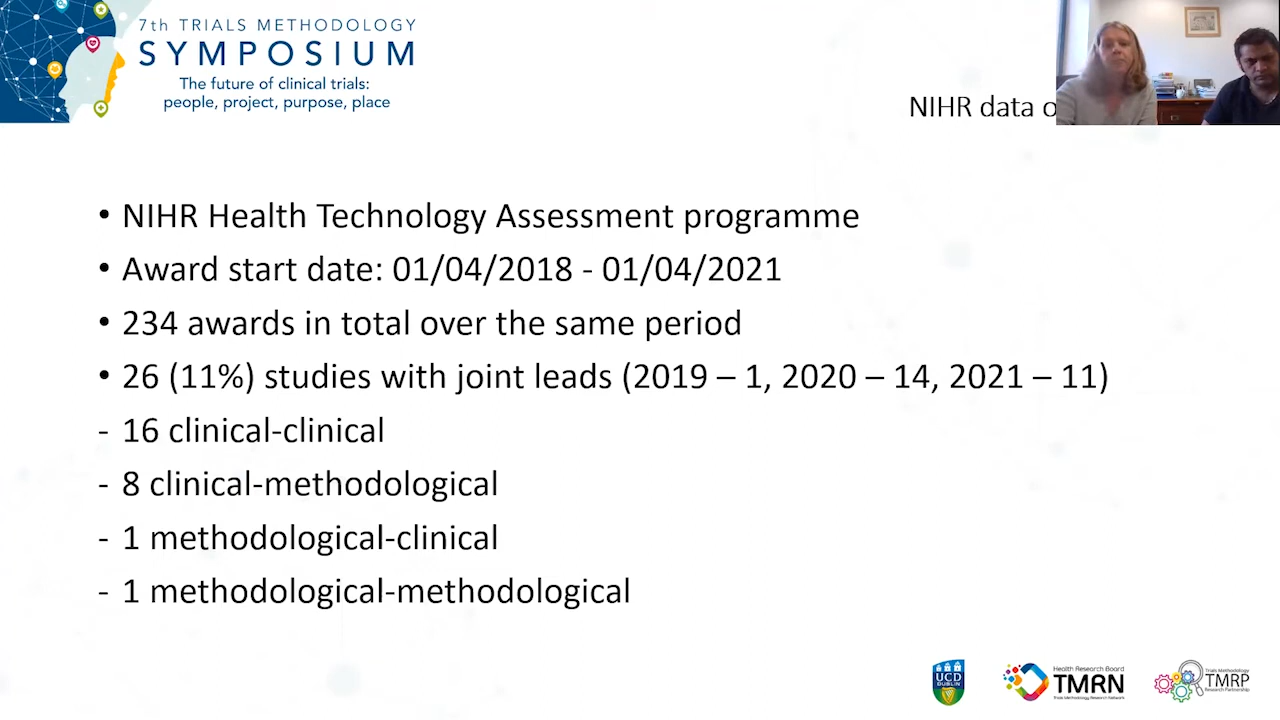 7th TRIALS METHODOLOGY
SYMPOSIUM
The future of clinical trials:
people, project, purpose, place
NIHR data o
• NIHR Health Technology Assessment programme
• Award start date: 01/04/2018 - 01/04/2021
• 234 awards in total over the same period
• 26 (11%) studies with joint leads (2019 – 1, 2020 – 14, 2021 – 11)
- 16 clinical-clinical
- 8 clinical-methodological
- 1 methodological-clinical
- 1 methodological-methodological
UCD
DUBLIN
Health Research Board
TMRN
Trials Methodology Research Network
Trials Methodology
TMRP
Research Partnership